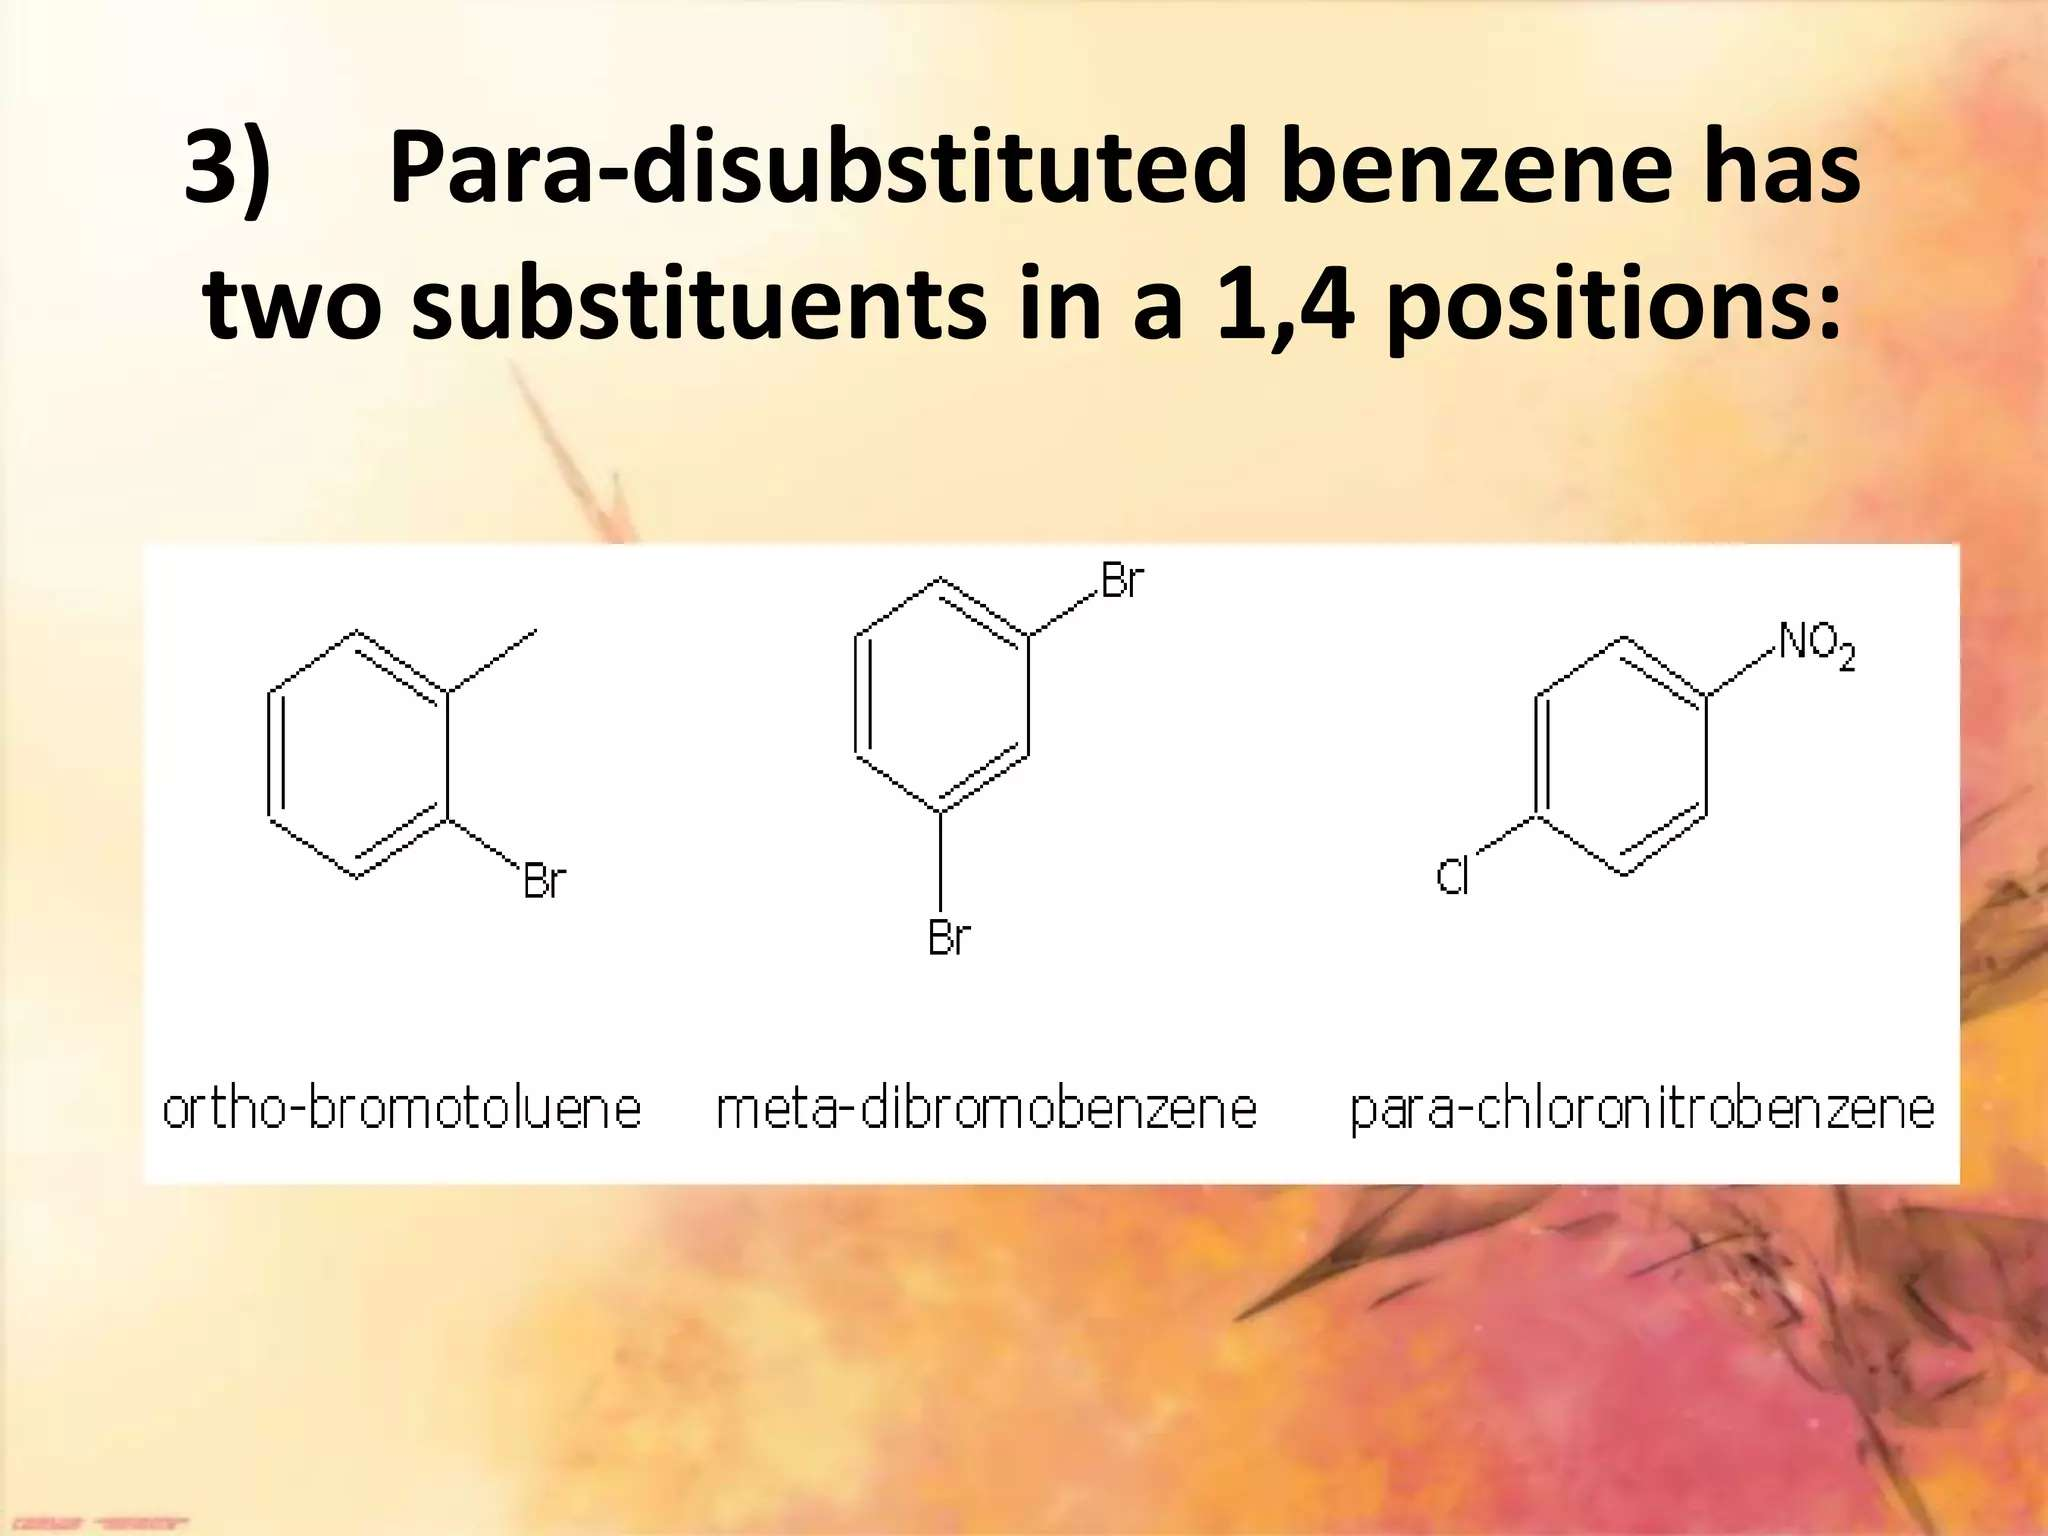 3) Para-disubstituted benzene has
two substituents in a 1,4 positions:
Br
NO2
Br
Cl
Br
ortho-bromotoluene meta-dibromobenzene para-chloronitrobenzene